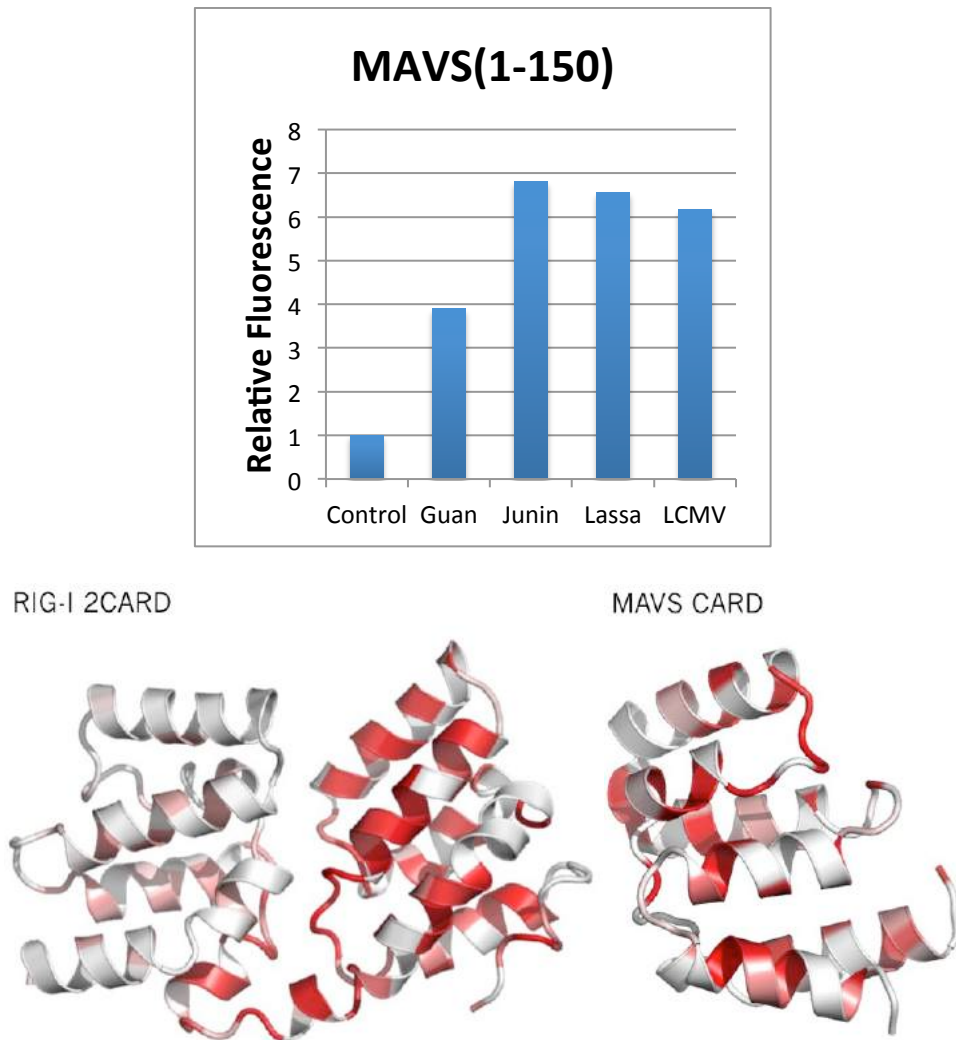 MAVS(1-150)
Relative Fluorescence
8
7
6
5
4
3
2
1
0
Control Guan Junin Lassa LCMV
RIG-I 2CARD MAVS CARD